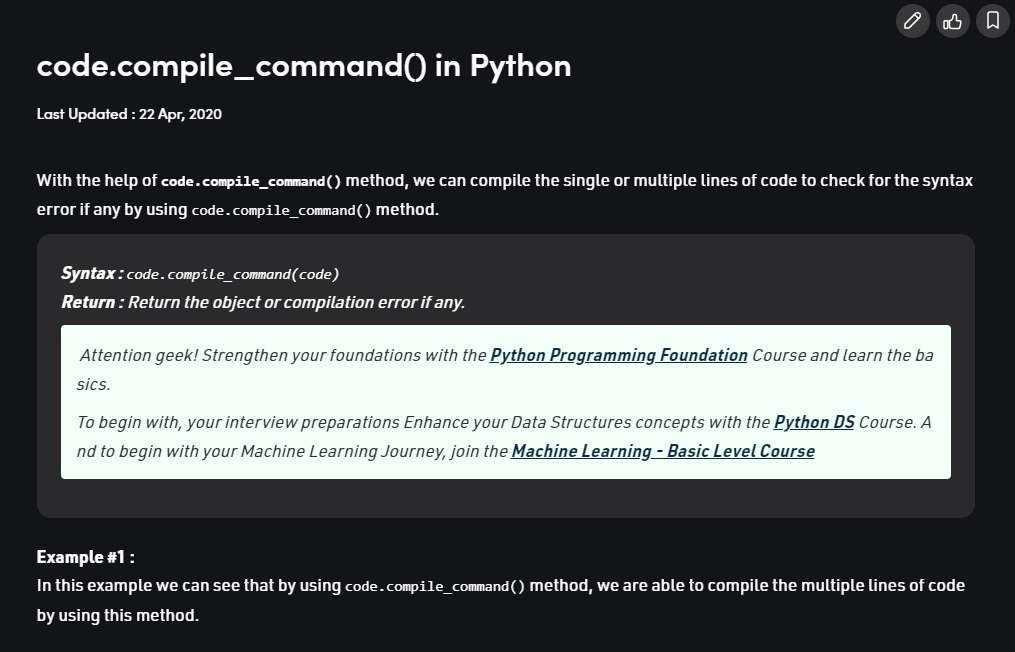 code.compile_command() in Python
Last Updated : 22 Apr, 2020
With the help of code.compile_command() method, we can compile the single or multiple lines of code to check for the syntax
error if any by using code.compile_command() method.
Syntax : code.compile_command(code)
Return : Return the object or compilation error if any.
Attention geek! Strengthen your foundations with the Python Programming Foundation Course and learn the ba
sics.
To begin with, your interview preparations Enhance your Data Structures concepts with the Python DS Course. A
nd to begin with your Machine Learning Journey, join the Machine Learning - Basic Level Course
Example #1 :
In this example we can see that by using code.compile_command() method, we are able to compile the multiple lines of code
by using this method.